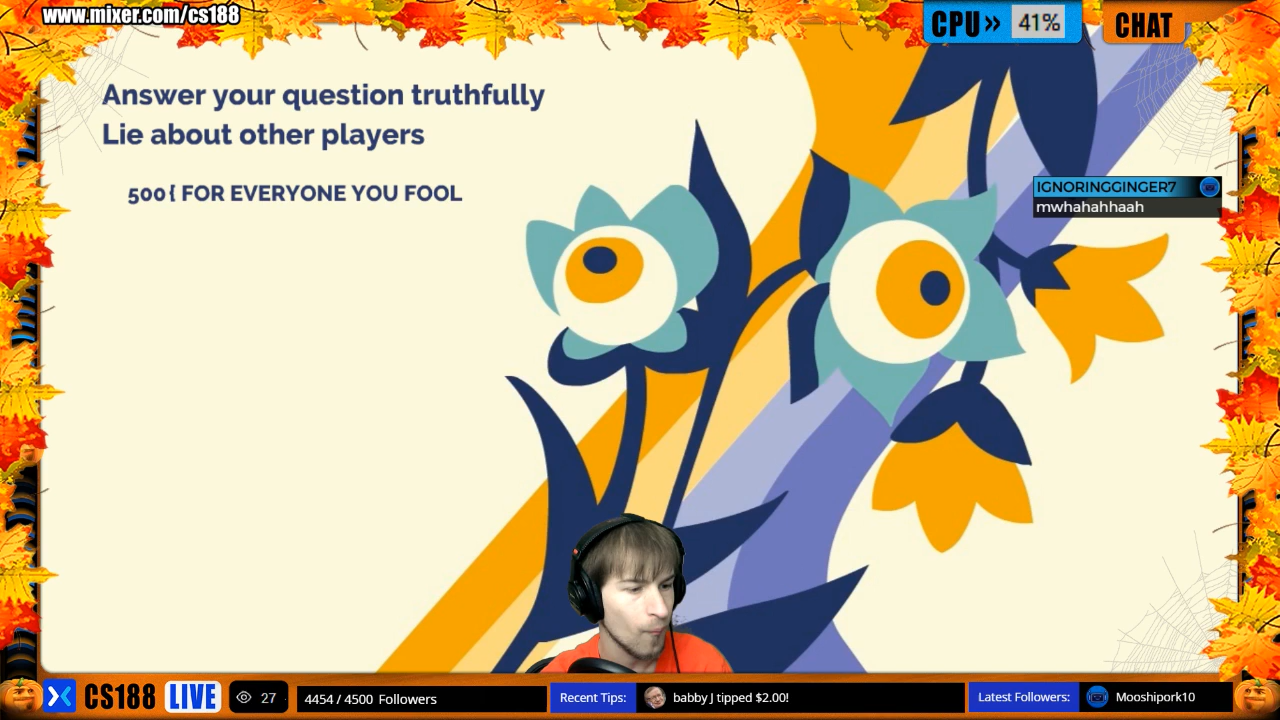 www.mixer.com/cs188
CPU» 41%
CHAT
Answer your question truthfully
Lie about other players
500{ FOR EVERYONE YOU FOOL
IGNORINGGINGER7
mwhahahhaah
CS188 LIVE
27
4454 / 4500 Followers
Recent Tips:
babby J tipped $2.00!
Latest Followers:
Mooshipork10